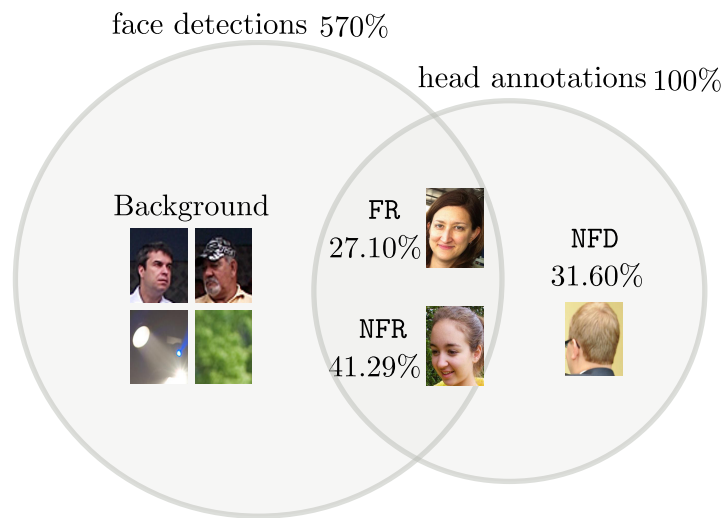 face detections 570%
head annotations 100%
Background
FR
27.10%
NFR
41.29%
NFD
31.60%